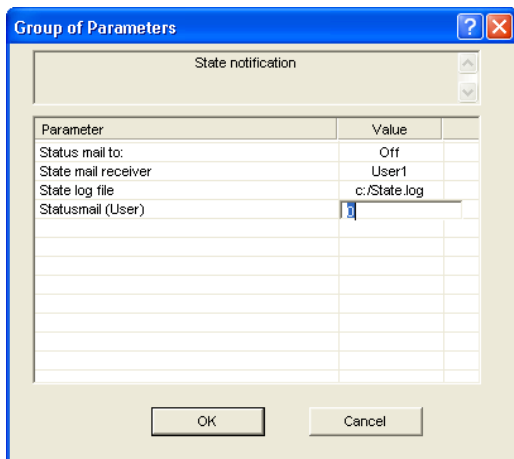 Group of Parameters
State notification
Parameter Value
Status mail to: Off
State mail receiver User1
State log file c:/State.log
Statusmail (User) 0
OK Cancel